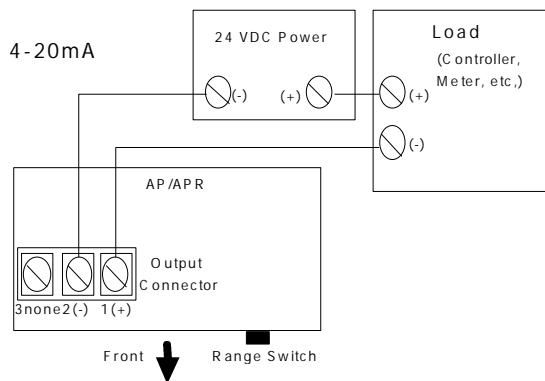 4-20mA
24 VDC Power
(-)
(+)
Load
(Controller,
Meter, etc,)
(+)
(-)
AP/APR
Output
Connector
3none2(-) 1(+)
Front
Range Switch